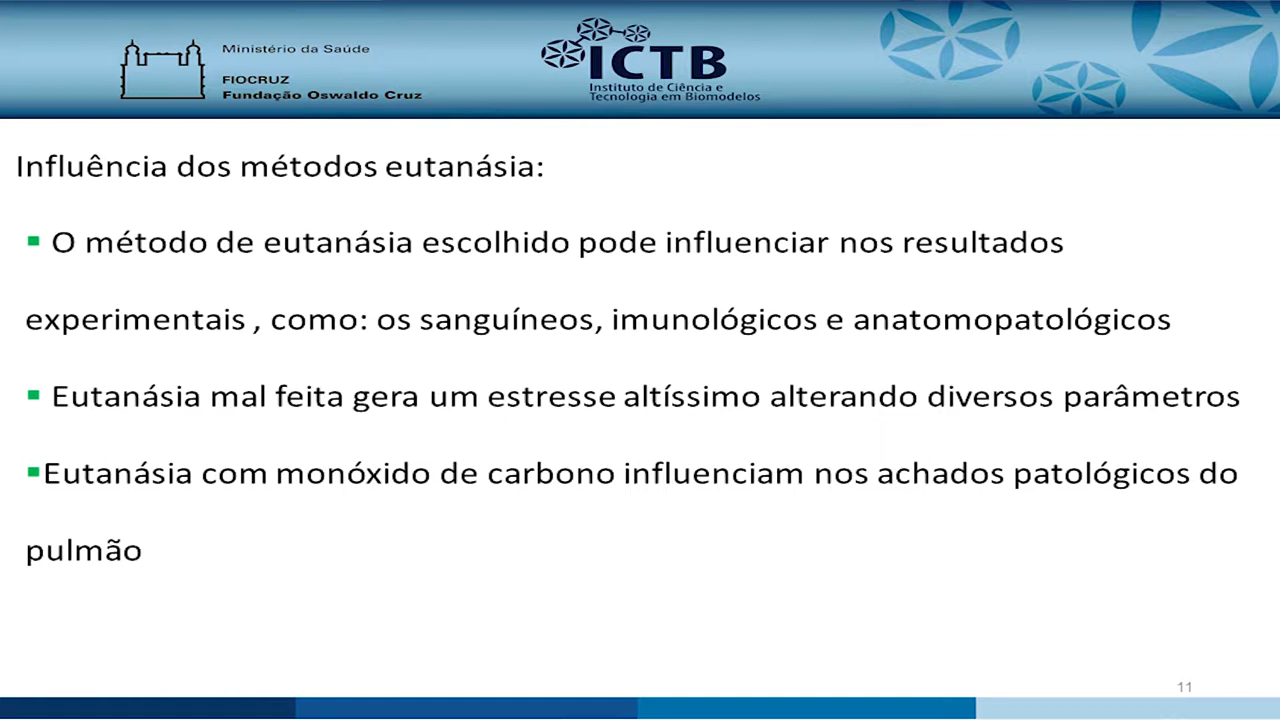 Ministério da Saúde
FIOCRUZ
Fundação Oswaldo Cruz
ICTB
Instituto de Ciência e
Tecnologia em Biomodelos
Influência dos métodos eutanásia:
▪ O método de eutanásia escolhido pode influenciar nos resultados
experimentais , como: os sanguíneos, imunológicos e anatomopatológicos
▪ Eutanásia mal feita gera um estresse altíssimo alterando diversos parâmetros
▪Eutanásia com monóxido de carbono influenciam nos achados patológicos do
pulmão
11